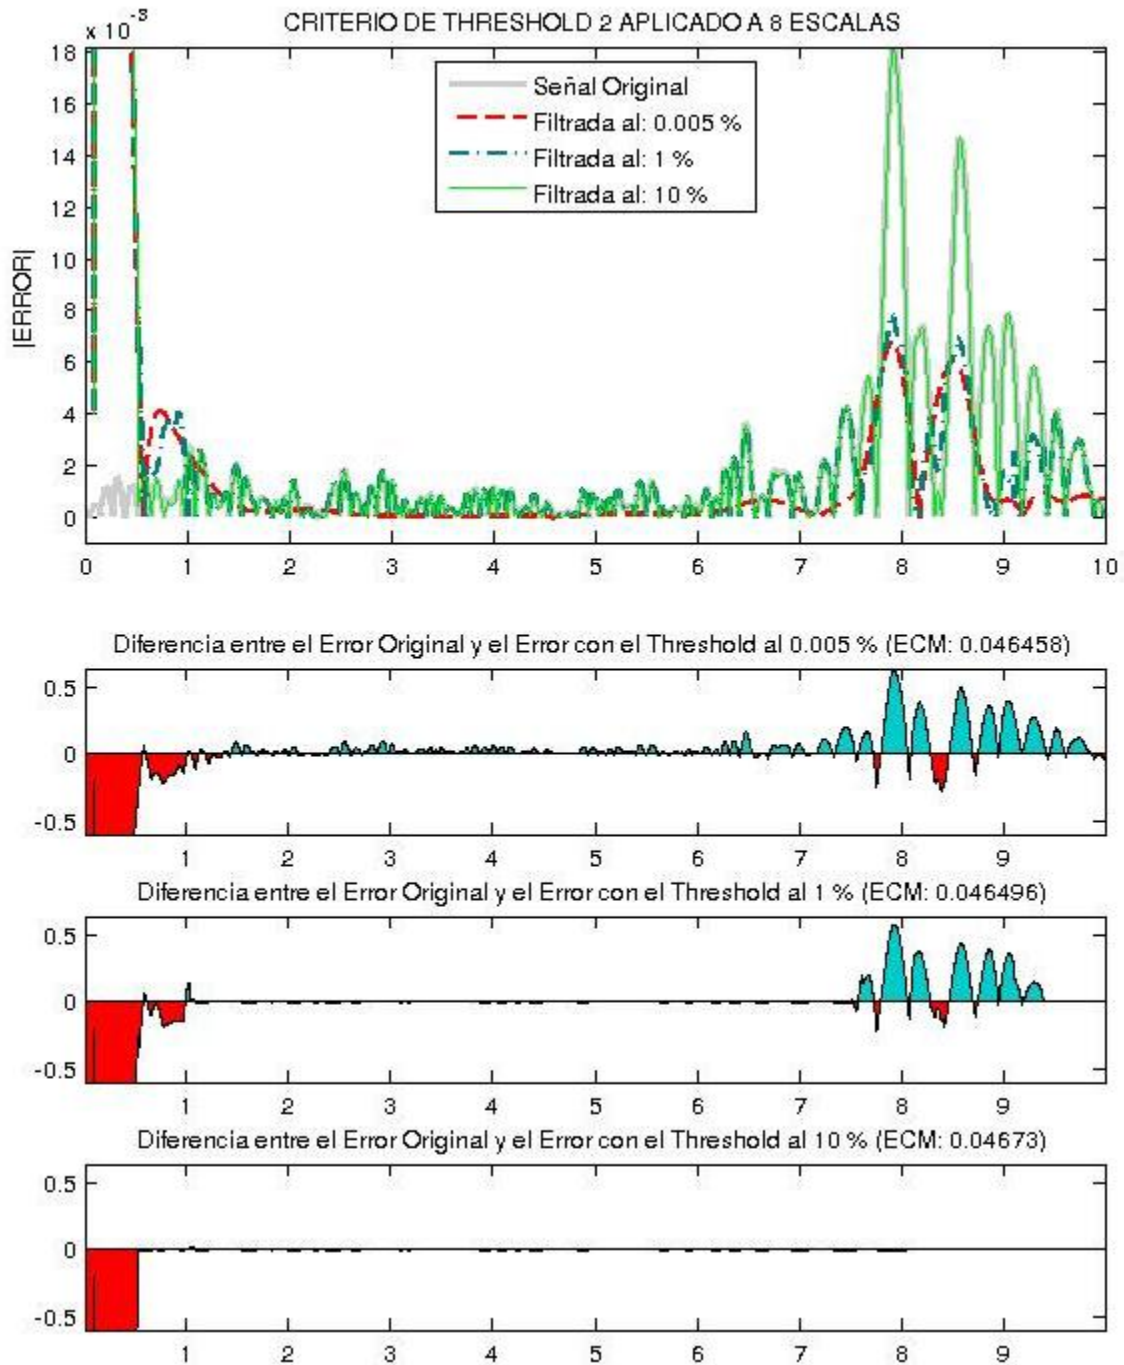 CRITERIO DE THRESHOLD 2 APLICADO A 8 ESCALAS
x 10^-3
18
16
14
12
10
8
6
4
2
0
|ERROR|
Señal Original
Filtrada al: 0.005 %
Filtrada al: 1 %
Filtrada al: 10 %
0 1 2 3 4 5 6 7 8 9 10
Diferencia entre el Error Original y el Error con el Threshold al 0.005 % (ECM: 0.046458)
0.5
0
-0.5
1 2 3 4 5 6 7 8 9
Diferencia entre el Error Original y el Error con el Threshold al 1 % (ECM: 0.046496)
0.5
0
-0.5
1 2 3 4 5 6 7 8 9
Diferencia entre el Error Original y el Error con el Threshold al 10 % (ECM: 0.04673)
0.5
0
-0.5
1 2 3 4 5 6 7 8 9